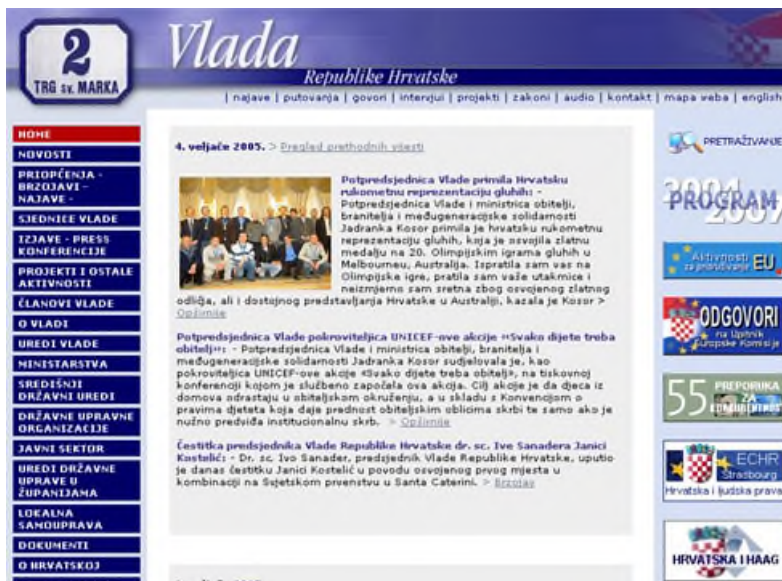 2
TRG sv. MARKA
Vlada
Republike Hrvatske
| najave | putovanja | govori | intervjui | projekti | zakoni | audio | kontakt | mapa weba | english
HOME
NOVOSTI
PRIOPĆENJA -
BRZOJAVI -
NAJAVE -
SJEDNICE VLADE
IZJAVE - PRESS
KONFERENCIJE
PROJEKTI I OSTALE
AKTIVNOSTI
ČLANOVI VLADE
O VLADI
UREDI VLADE
MINISTARSTVA
SREDIŠNJI
DRŽAVNI UREDI
DRŽAVNE UPRAVNE
ORGANIZACIJE
JAVNI SEKTOR
UREDI DRŽAVNE
UPRAVE U
ŽUPANIJAMA
LOKALNA
SAMOUPRAVA
DOKUMENTI
O HRVATSKOJ
4. veljače 2005. > Pregled prethodnih vijesti
Potpredsjednica Vlade primila Hrvatsku
rukometnu reprezentaciju gluhih: -
Potpredsjednica Vlade i ministrica obitelji,
branitelja i međugeneracijske solidarnosti
Jadranka Kosor primila je hrvatsku rukometnu
reprezentaciju gluhih, koja je osvojila zlatnu
medalju na 20. Olimpijskim igrama gluhih u
Melbourneu, Australija. Ispratila sam vas na
Olimpijske igre, pratila sam vaše utakmice i
neizmjerno sam sretna zbog osvojenog zlatnog
odličja, ali i dostojnog predstavljanja Hrvatske u Australiji, kazala je Kosor >
Opširnije
Potpredsjednica Vlade pokroviteljica UNICEF-ove akcije «Svako dijete treba
obitelj»: - Potpredsjednica Vlade i ministrica obitelji, branitelja i
međugeneracijske solidarnosti Jadranka Kosor sudjelovala je, kao
pokroviteljica UNICEF-ove akcije «Svako dijete treba obitelj», na tiskovnoj
konferenciji kojom je službeno započela ova akcija. Cilj akcije je da djeca iz
domova odrastaju u obiteljskom okruženju, a u skladu s Konvencijom o
pravima djeteta koja daje prednost obiteljskim oblicima skrbi te samo ako je
nužno predviđa institucionalnu skrb. > Opširnije
Čestitka predsjednika Vlade Republike Hrvatske dr. sc. Ive Sanadera Janici
Kostelić: - Dr. sc. Ivo Sanader, predsjednik Vlade Republike Hrvatske, uputio
je danas čestitku Janici Kostelić u povodu osvojenog prvog mjesta u
kombinaciji na Svjetskom prvenstvu u Santa Caterini. > Brzojav
PRETRAŽIVANJE
PROGRAM
Aktivnosti
za pridruživanje EU
ODGOVORI
na Upitnik
Europske Komisije
55 PREPORUKA
ZA
KONKURENTNOST
ECHR
Strasbourg
Hrvatska i ljudska prava
HRVATSKA I HAAG